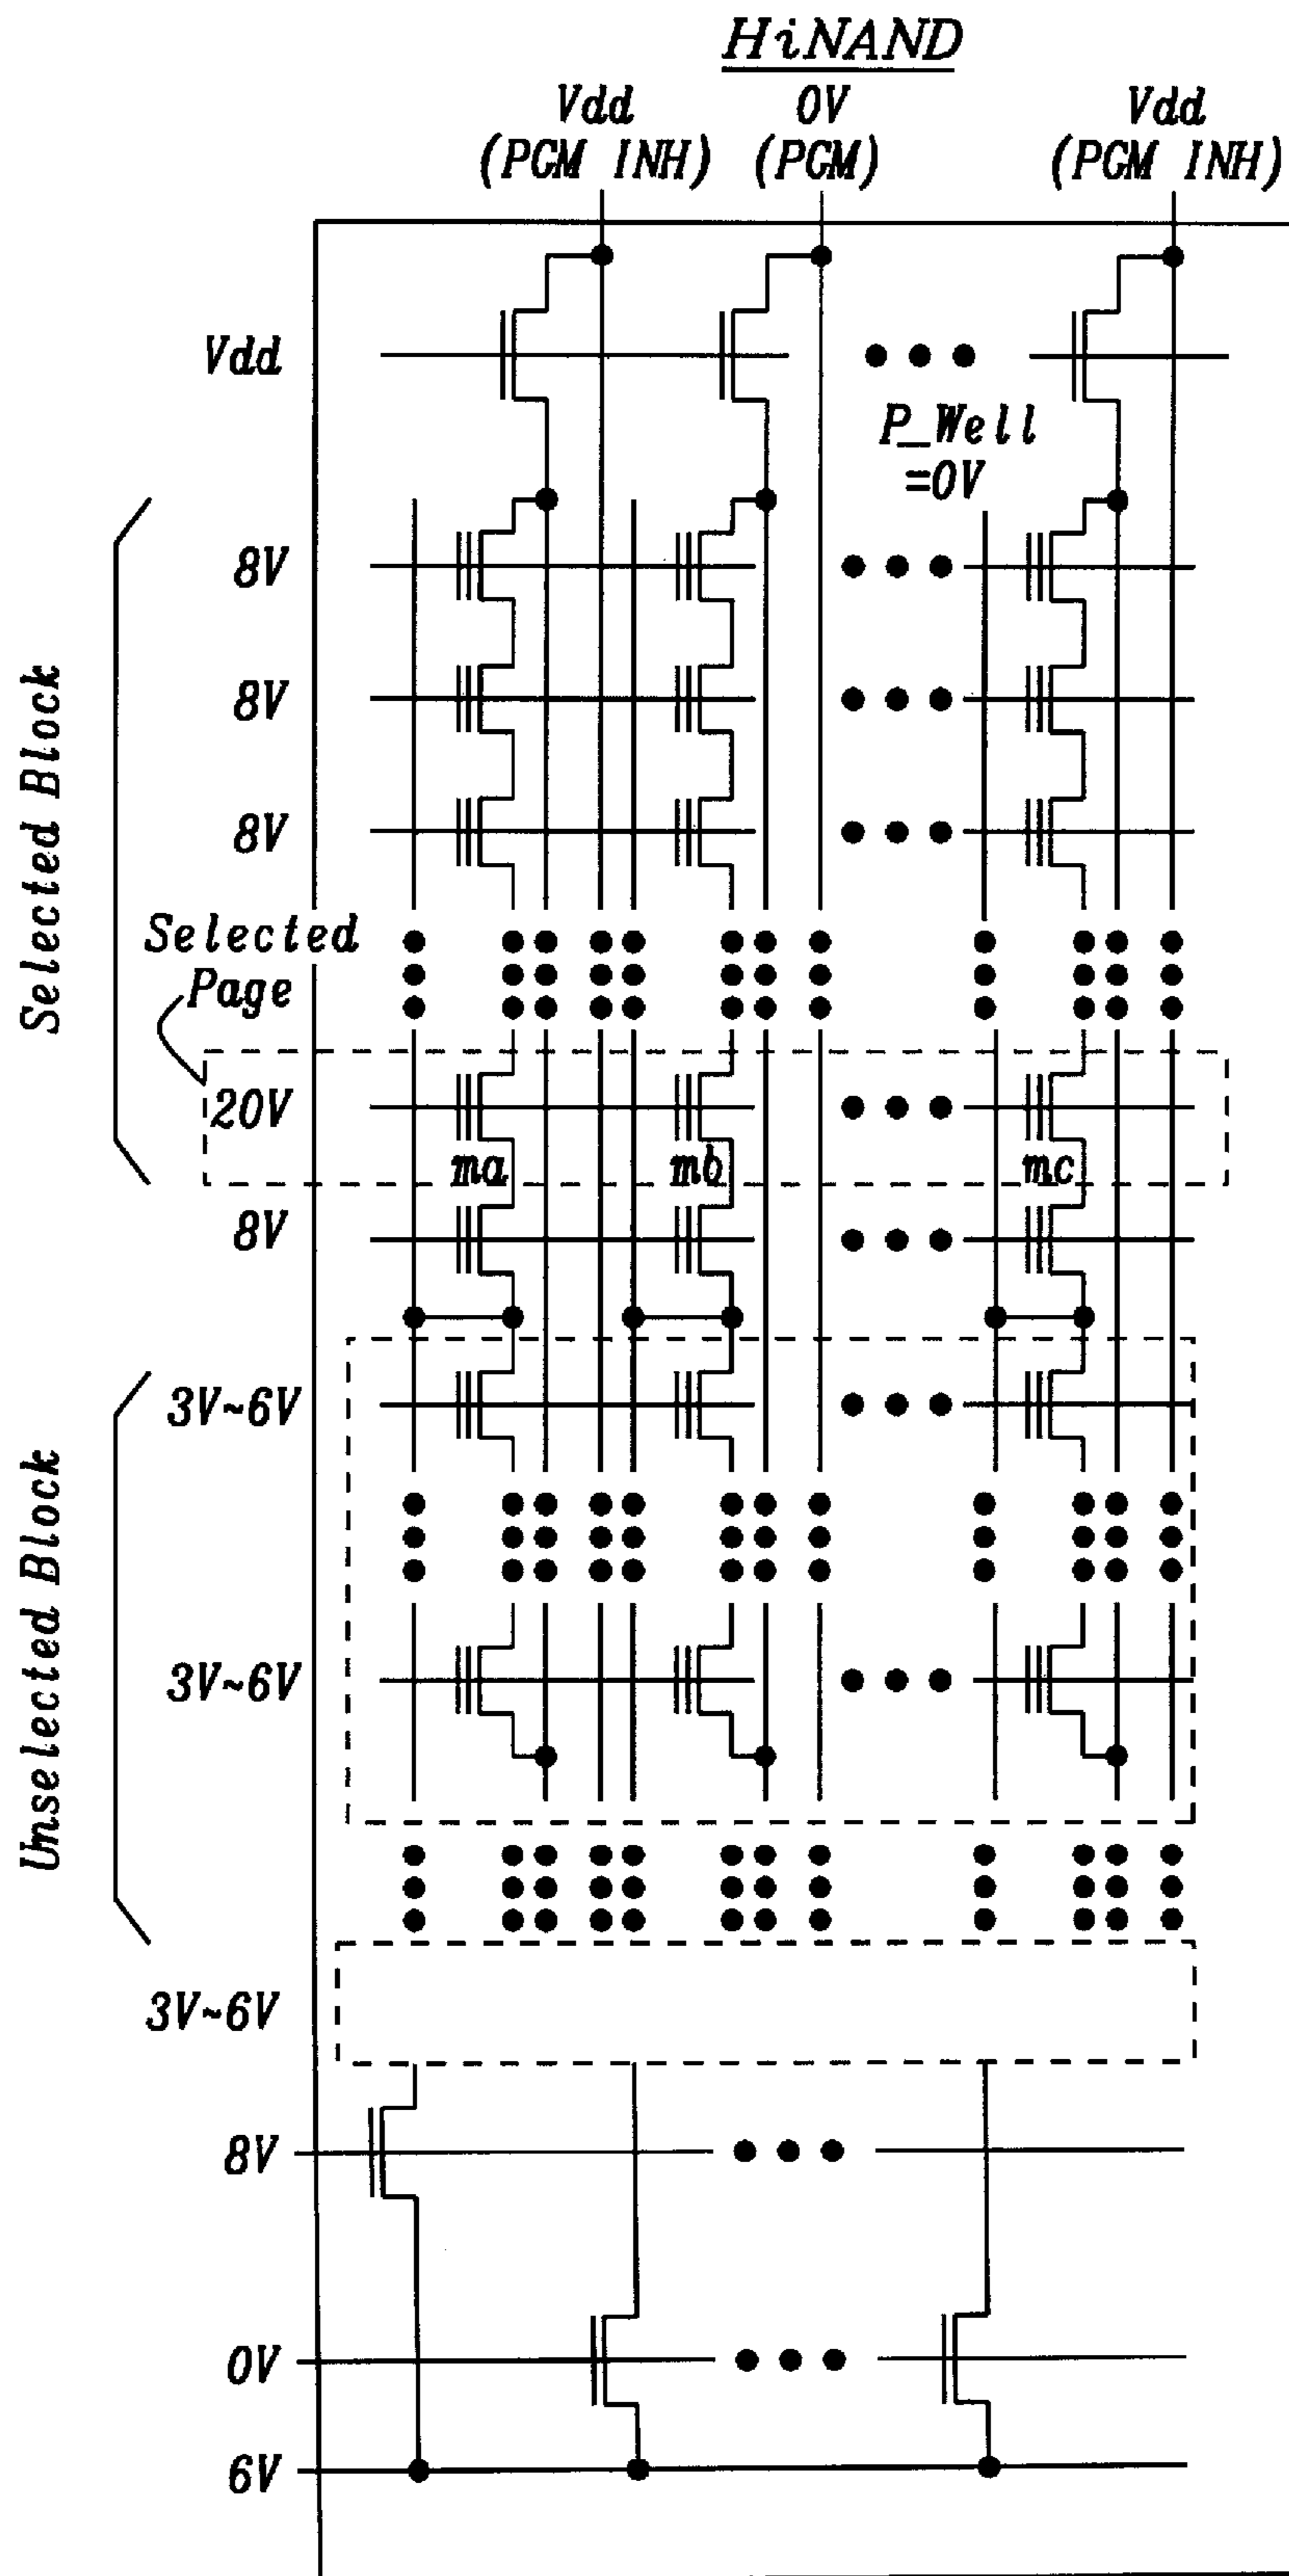 HiNAND
Vdd
(PGM INH)
0V
(PGM)
Vdd
(PGM INH)
Vdd
P_Well
=0V
Selected Block
8V
8V
8V
Selected
Page
20V
ma
mb
mc
8V
Unselected Block
3V~6V
3V~6V
3V~6V
8V
0V
6V